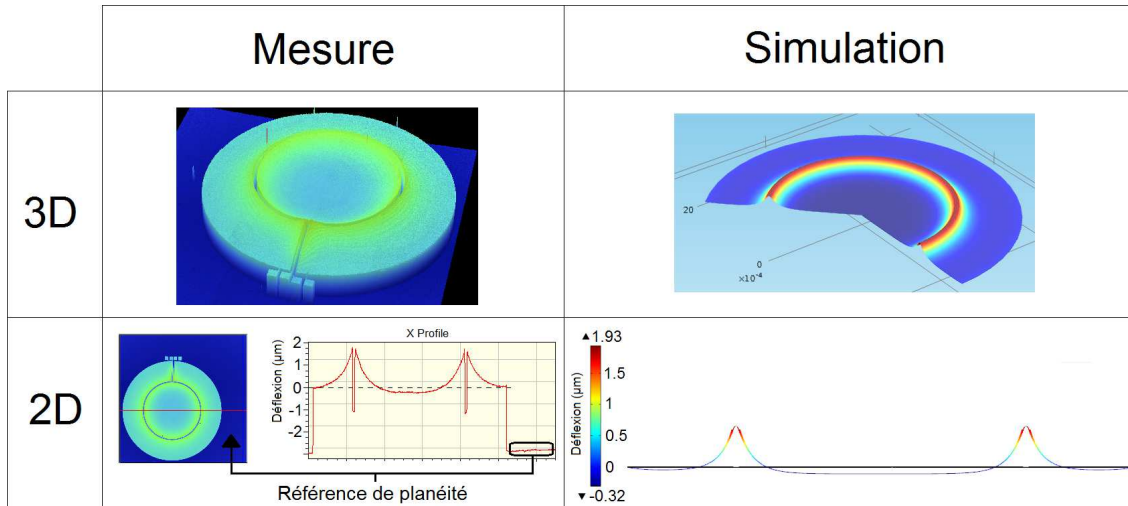 Mesure
Simulation
3D
20
0
×10⁻⁴
2D
X Profile
Déflexion (µm)
2
1
0
-1
-2
Référence de planéité
▲1.93
Déflexion (µm)
1.5
1
0.5
0
▼-0.32